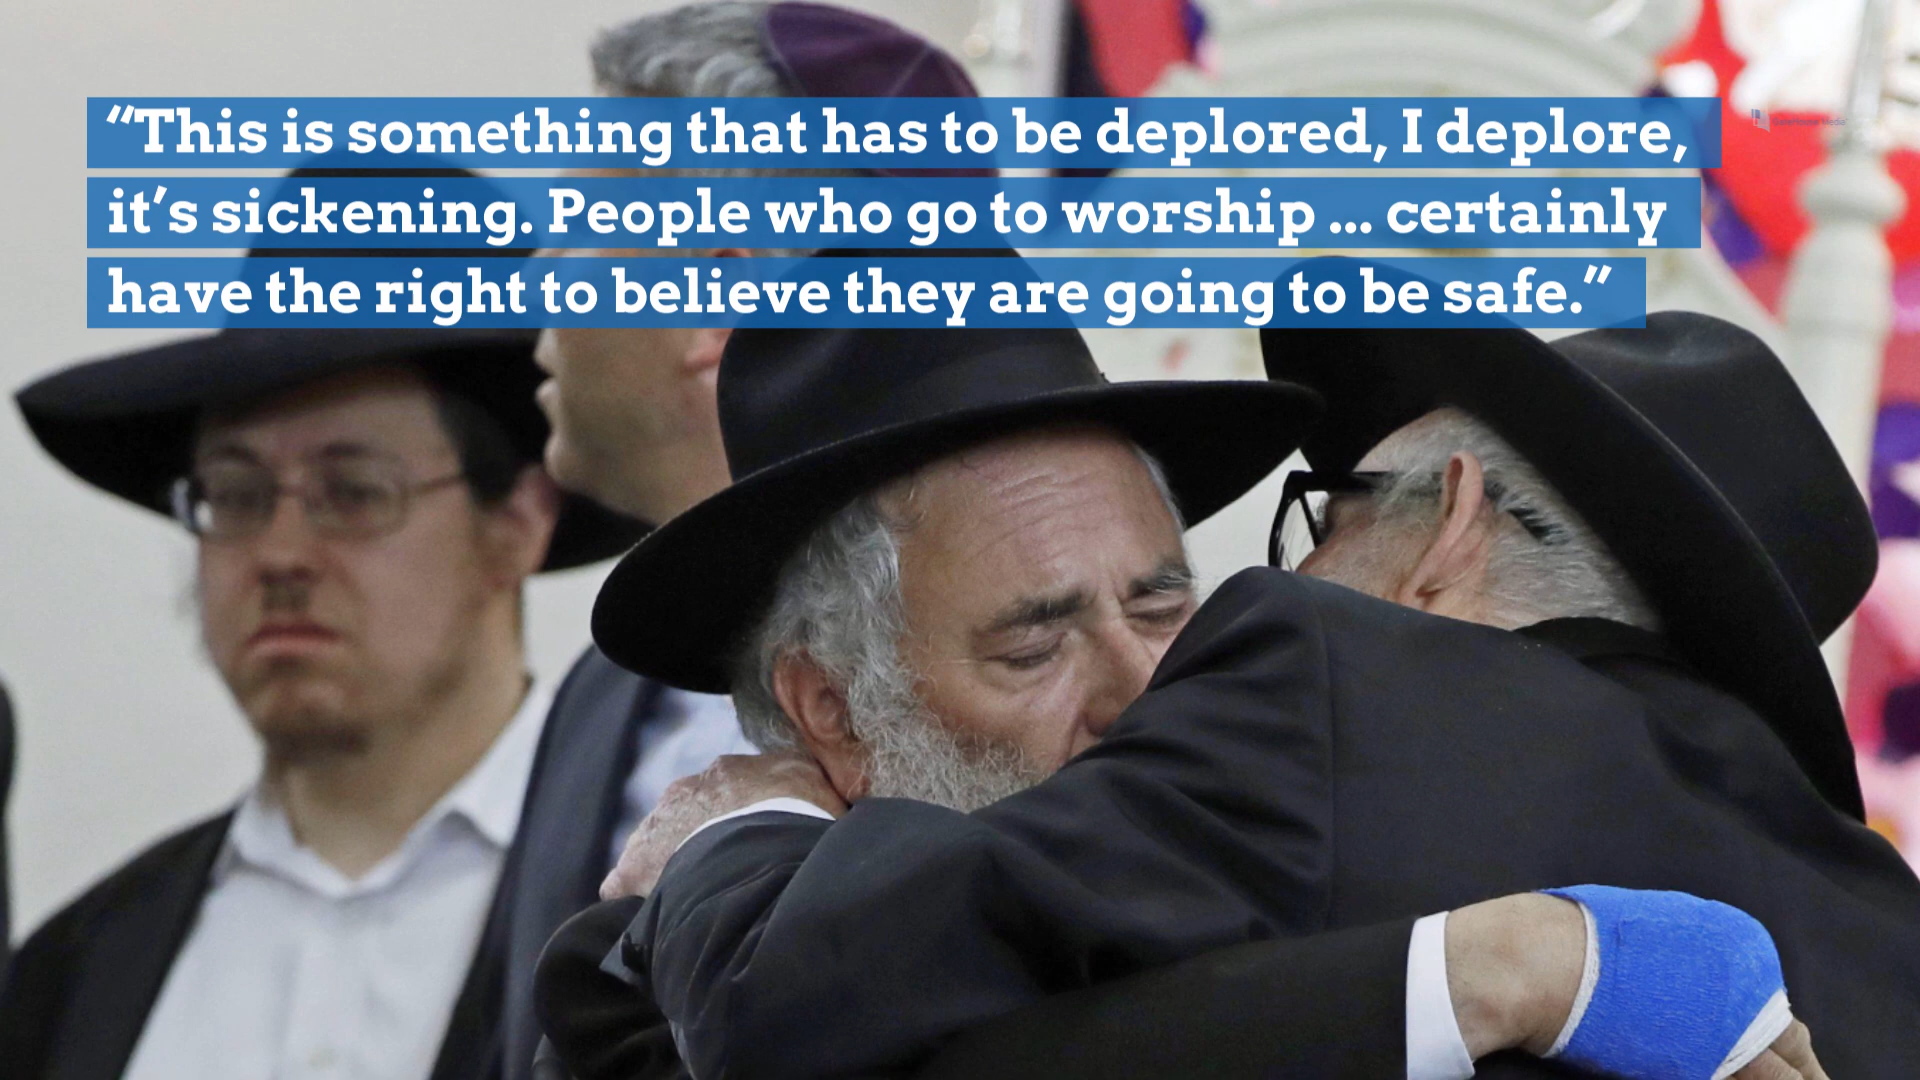 “This is something that has to be deplored, I deplore,
it’s sickening. People who go to worship ... certainly
have the right to believe they are going to be safe.”